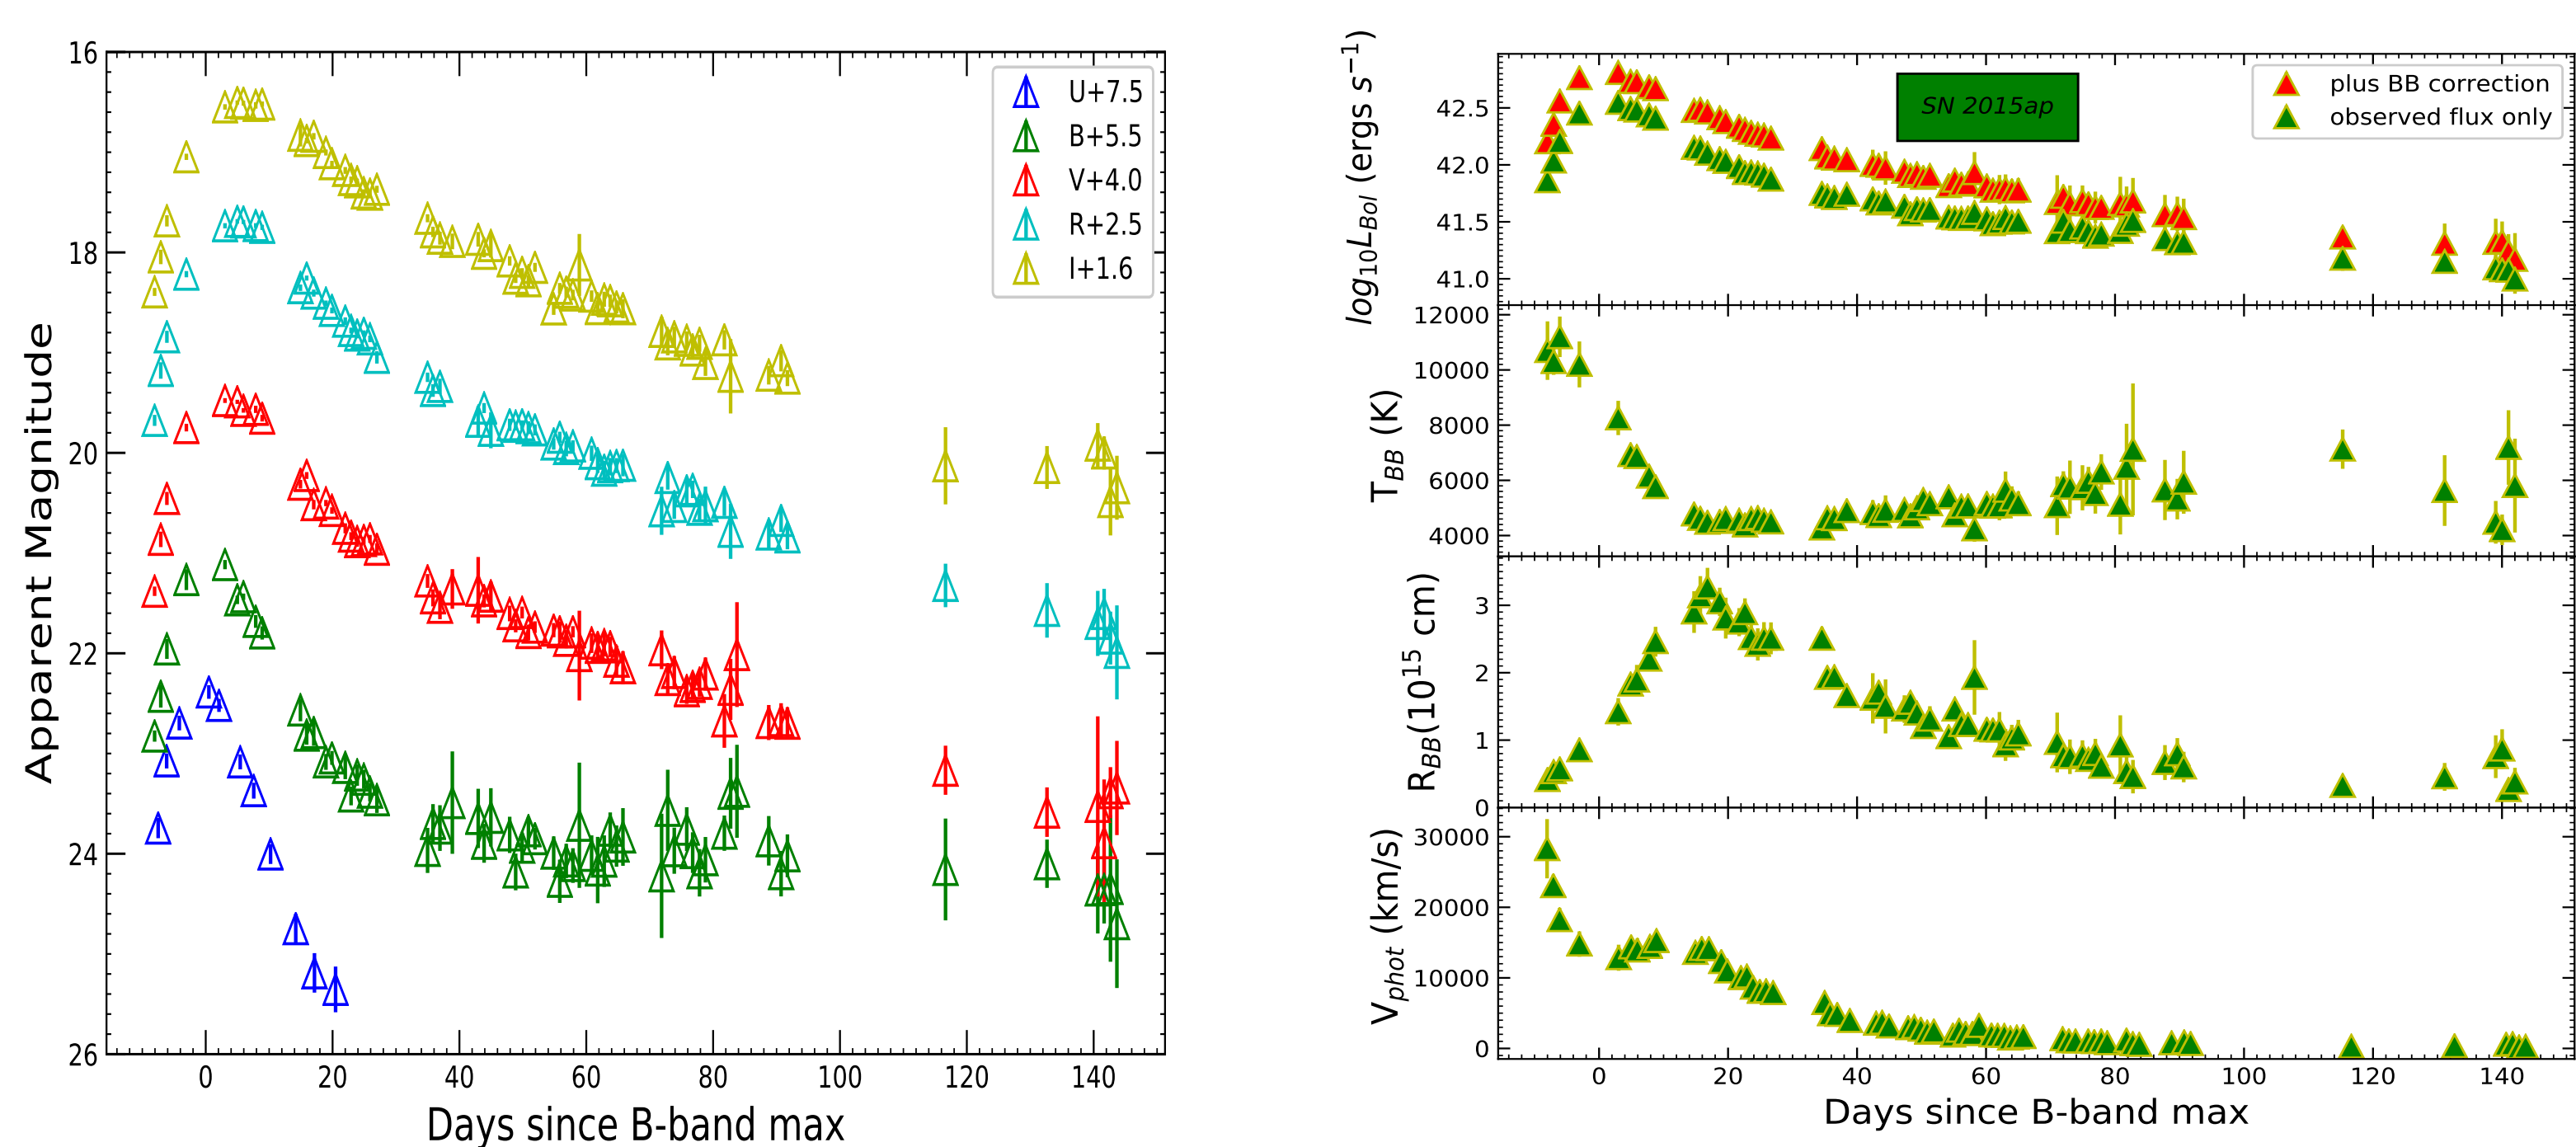 Apparent Magnitude
16
18
20
22
24
26
0 20 40 60 80 100 120 140
Days since B-band max
U+7.5
B+5.5
V+4.0
R+2.5
I+1.6
log10LBol (ergs s−1)
42.5
42.0
41.5
41.0
SN 2015ap
plus BB correction
observed flux only
TBB (K)
12000
10000
8000
6000
4000
RBB(10^15 cm)
3
2
1
0
Vphot (km/s)
30000
20000
10000
0
0 20 40 60 80 100 120 140
Days since B-band max